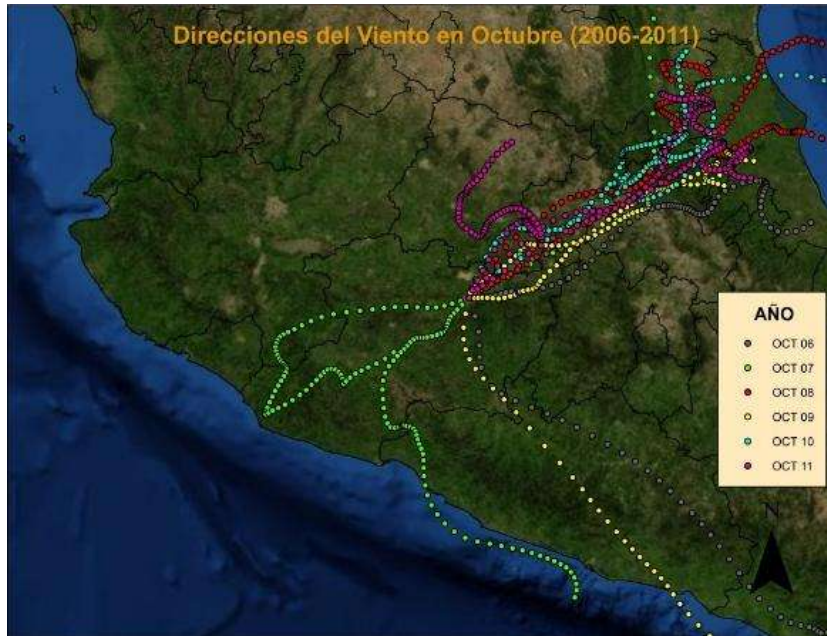 Direcciones del Viento en Octubre (2006-2011)
AÑO
OCT 06
OCT 07
OCT 08
OCT 09
OCT 10
OCT 11
N